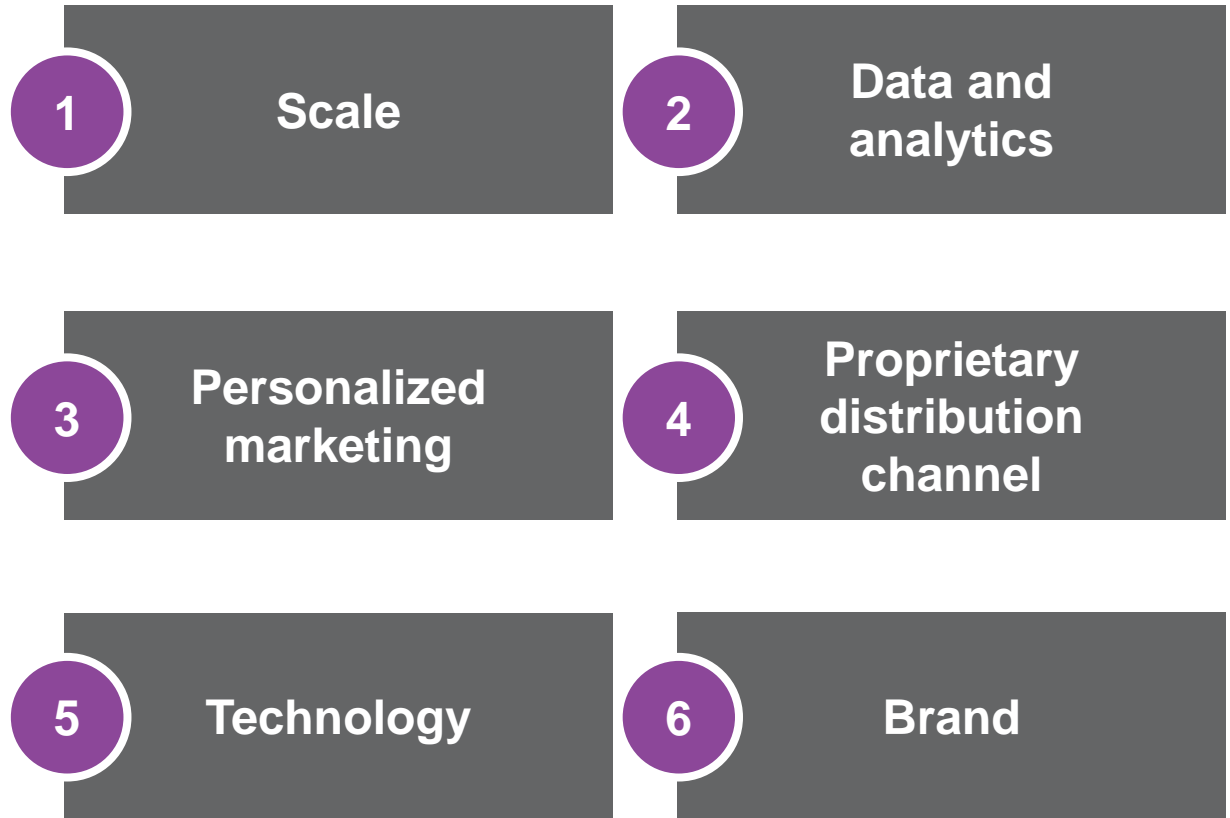 1
Scale
2
Data and
analytics
3
Personalized
marketing
4
Proprietary
distribution
channel
5
Technology
6
Brand